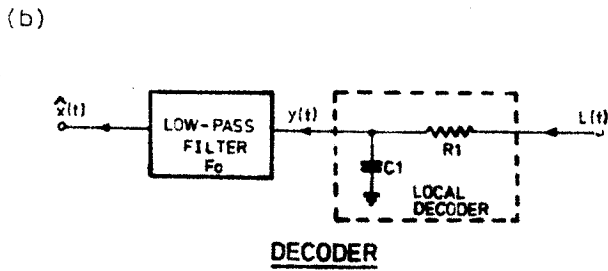 (b)
x̂(t)
LOW-PASS
FILTER
Fo
y(t)
L(t)
R1
C1
LOCAL
DECODER
DECODER